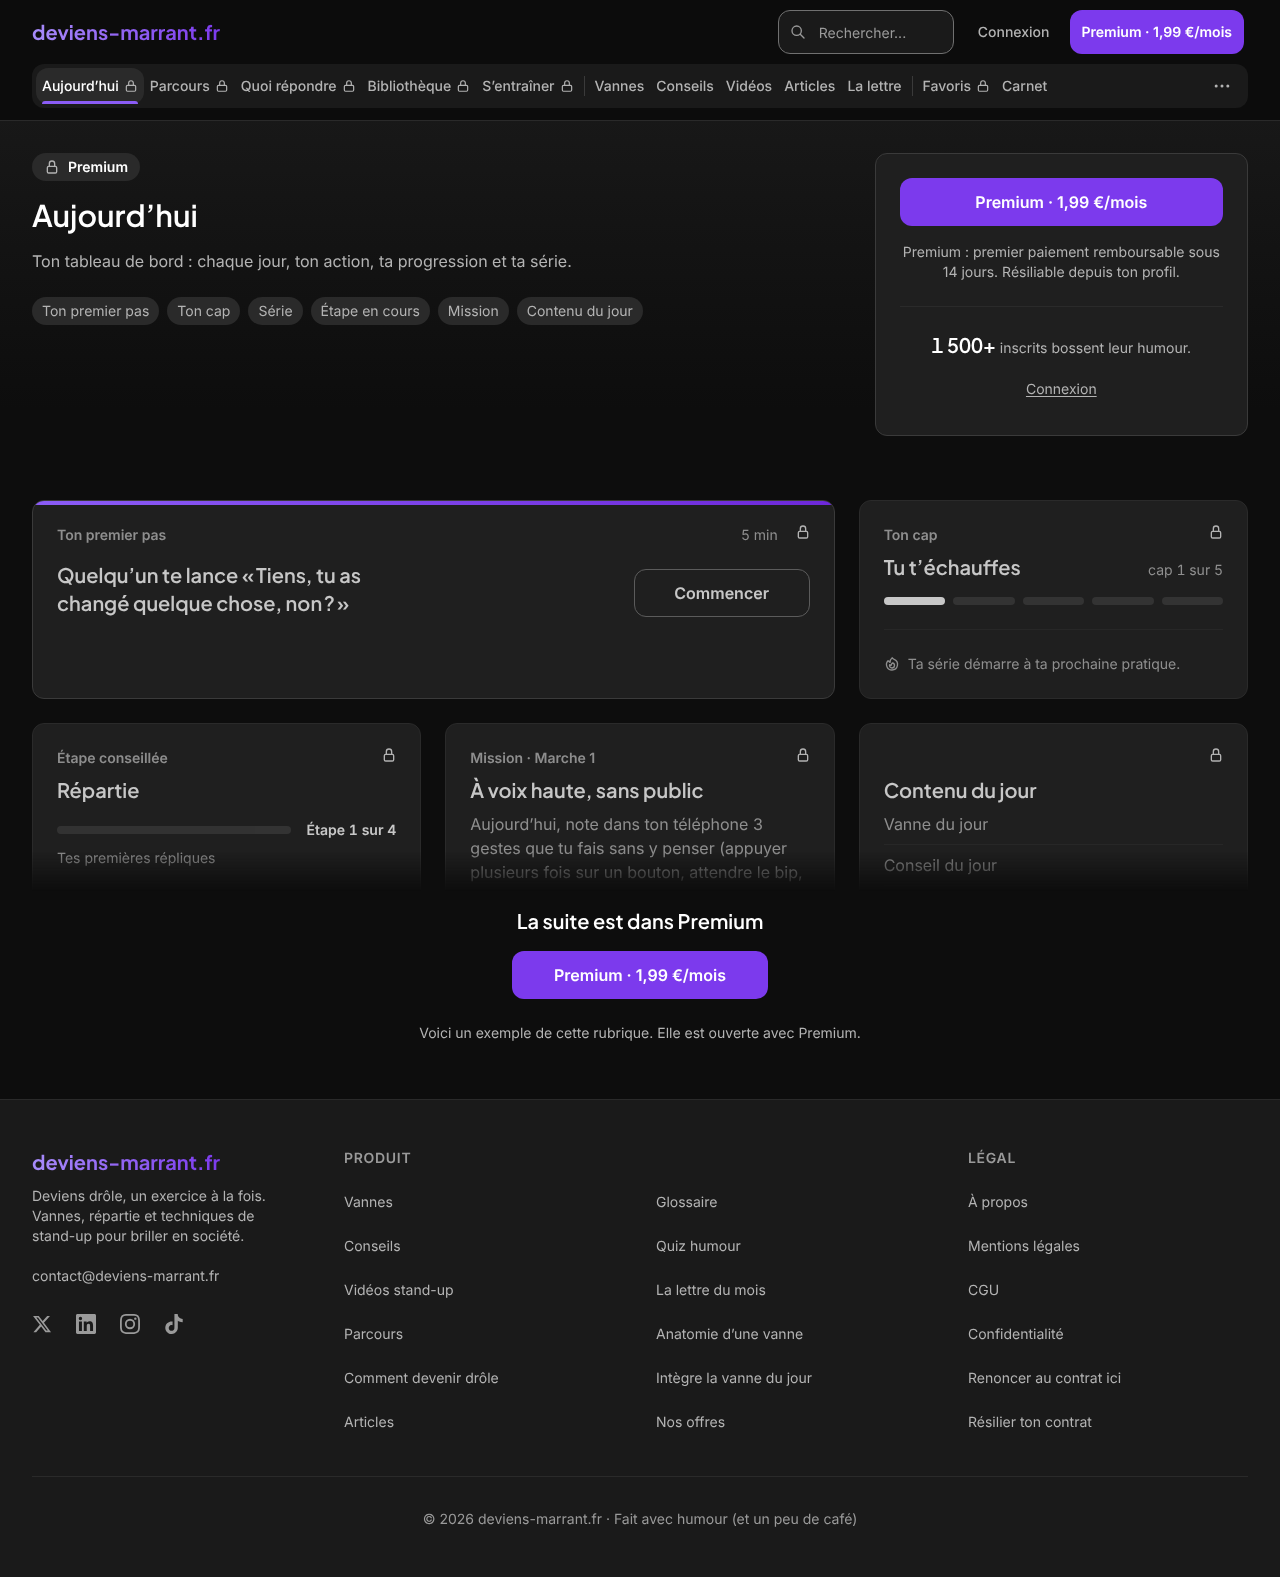 deviens-marrant.fr
Rechercher...
Connexion
Premium · 1,99 €/mois
Aujourd’hui
Parcours
Quoi répondre
Bibliothèque
S’entraîner
Vannes
Conseils
Vidéos
Articles
La lettre
Favoris
Carnet
Premium
Aujourd’hui
Ton tableau de bord : chaque jour, ton action, ta progression et ta série.
Ton premier pas
Ton cap
Série
Étape en cours
Mission
Contenu du jour
Premium · 1,99 €/mois
Premium : premier paiement remboursable sous
14 jours. Résiliable depuis ton profil.
1 500+ inscrits bossent leur humour.
Connexion
Ton premier pas
5 min
Quelqu’un te lance « Tiens, tu as
changé quelque chose, non ? »
Commencer
Ton cap
Tu t’échauffes
cap 1 sur 5
Ta série démarre à ta prochaine pratique.
Étape conseillée
Répartie
Étape 1 sur 4
Tes premières répliques
Mission · Marche 1
À voix haute, sans public
Aujourd’hui, note dans ton téléphone 3
gestes que tu fais sans y penser (appuyer
plusieurs fois sur un bouton, attendre le bip,
Contenu du jour
Vanne du jour
Conseil du jour
La suite est dans Premium
Premium · 1,99 €/mois
Voici un exemple de cette rubrique. Elle est ouverte avec Premium.
deviens-marrant.fr
Deviens drôle, un exercice à la fois.
Vannes, répartie et techniques de
stand-up pour briller en société.
contact@deviens-marrant.fr
PRODUIT
Vannes
Conseils
Vidéos stand-up
Parcours
Comment devenir drôle
Articles
Glossaire
Quiz humour
La lettre du mois
Anatomie d’une vanne
Intègre la vanne du jour
Nos offres
LÉGAL
À propos
Mentions légales
CGU
Confidentialité
Renoncer au contrat ici
Résilier ton contrat
© 2026 deviens-marrant.fr · Fait avec humour (et un peu de café)